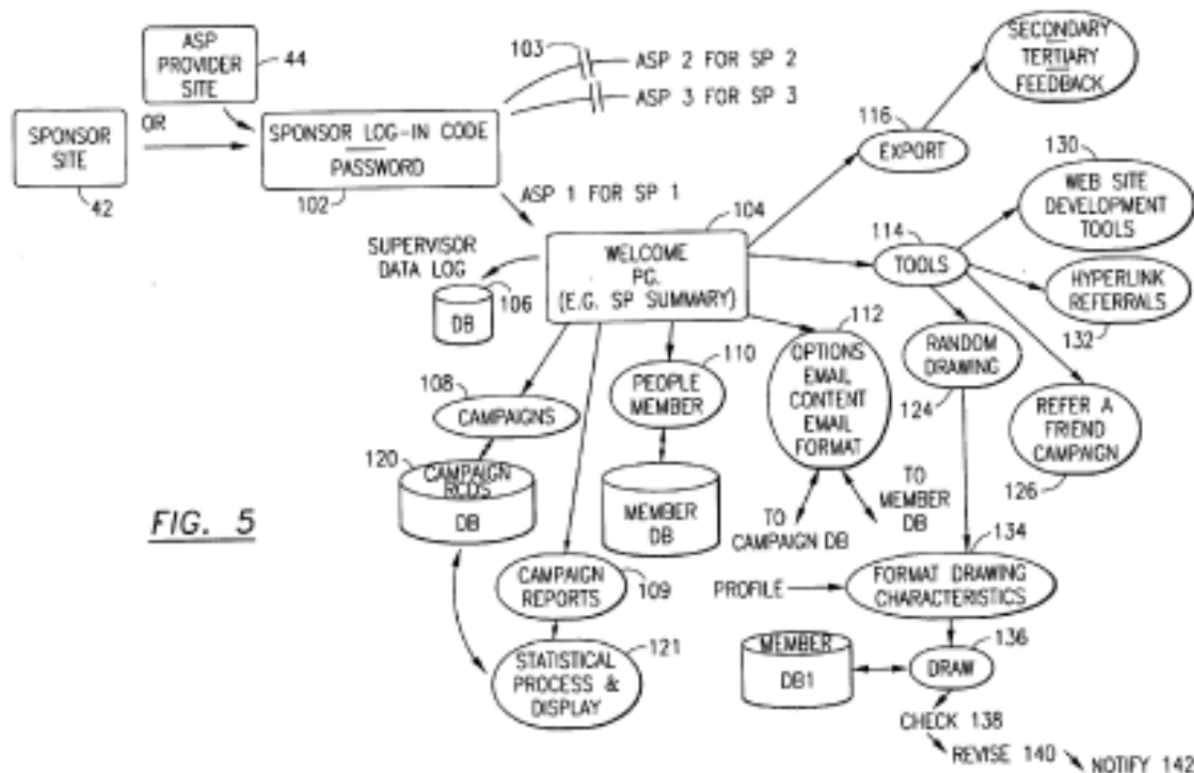 ASP
PROVIDER
SITE
44
103
ASP 2 FOR SP 2
ASP 3 FOR SP 3
SECONDARY
TERTIARY
FEEDBACK
OR
SPONSOR
SITE
42
SPONSOR LOG-IN CODE
PASSWORD
102
116
EXPORT
130
WEB SITE
DEVELOPMENT
TOOLS
ASP 1 FOR SP 1
104
WELCOME
PG.
(E.G. SP SUMMARY)
SUPERVISOR
DATA LOG
106
DB
114
TOOLS
HYPERLINK
REFERRALS
132
112
OPTIONS
EMAIL
CONTENT
EMAIL
FORMAT
RANDOM
DRAWING
124
110
PEOPLE
MEMBER
108
CAMPAIGNS
REFER A
FRIEND
CAMPAIGN
126
120
CAMPAIGN
RCDS
DB
MEMBER
DB
TO
CAMPAIGN DB
TO
MEMBER
DB
FIG. 5
134
PROFILE
FORMAT DRAWING
CHARACTERISTICS
CAMPAIGN
REPORTS
109
121
STATISTICAL
PROCESS &
DISPLAY
MEMBER
DB1
136
DRAW
CHECK 138
REVISE 140
NOTIFY 142